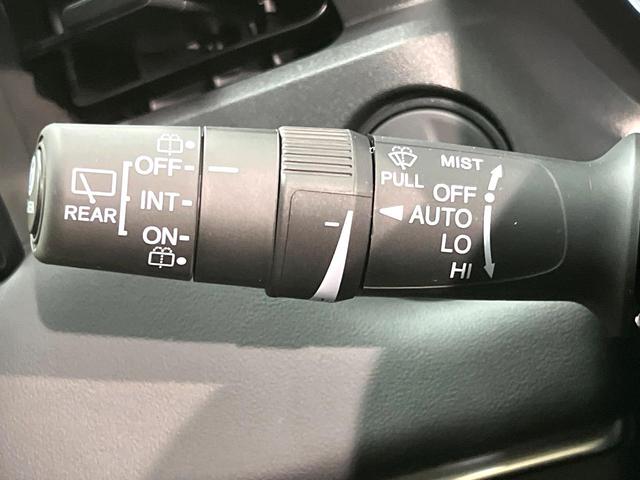 OFF
INT
ON
REAR
MIST
PULL
OFF
AUTO
LO
HI